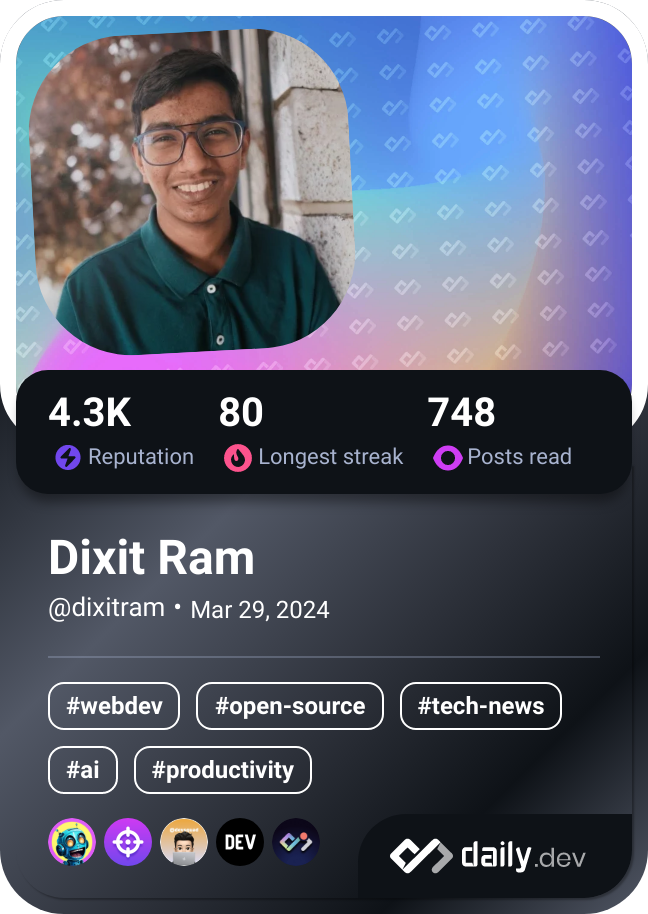 4.3K 80 748
Reputation Longest streak Posts read
Dixit Ram
@dixitram • Mar 29, 2024
#webdev #open-source #tech-news
#ai #productivity
DEV
daily.dev